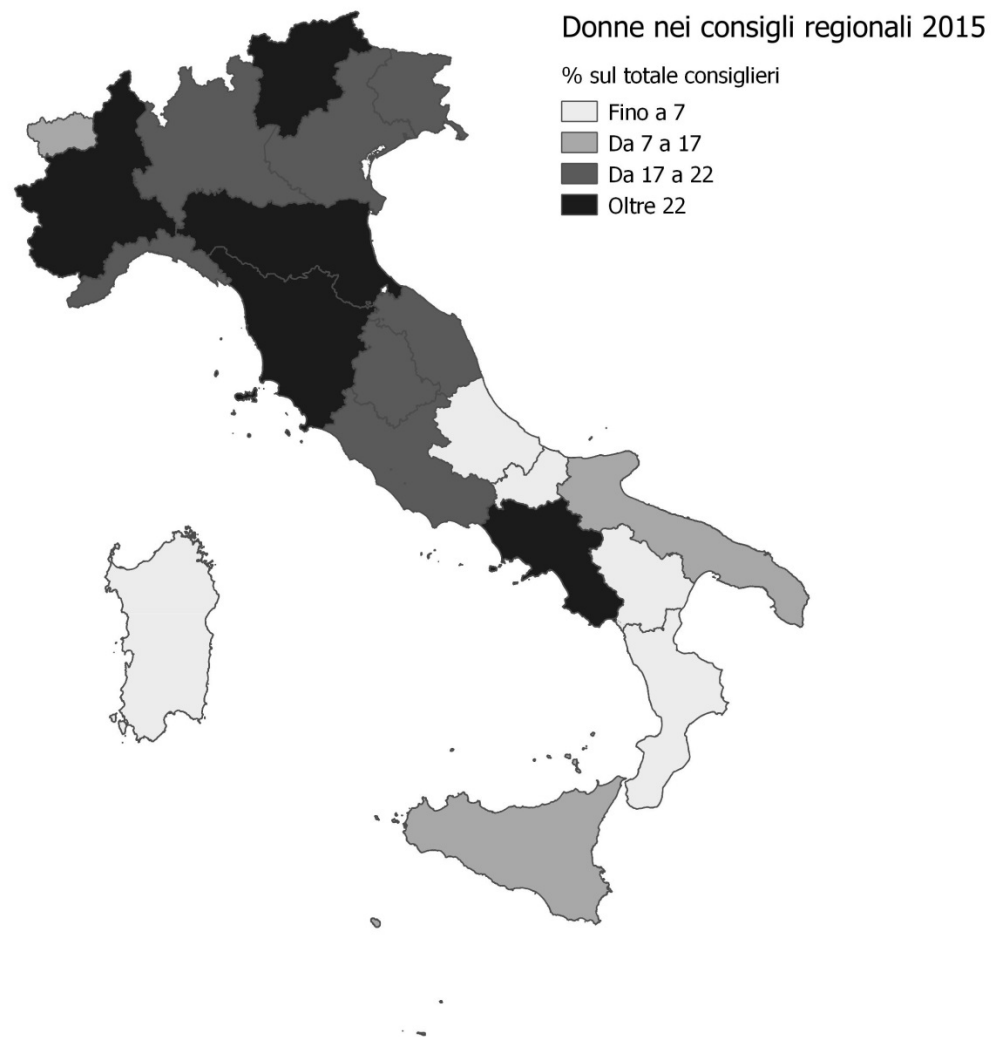 Donne nei consigli regionali 2015
% sul totale consiglieri
Fino a 7
Da 7 a 17
Da 17 a 22
Oltre 22